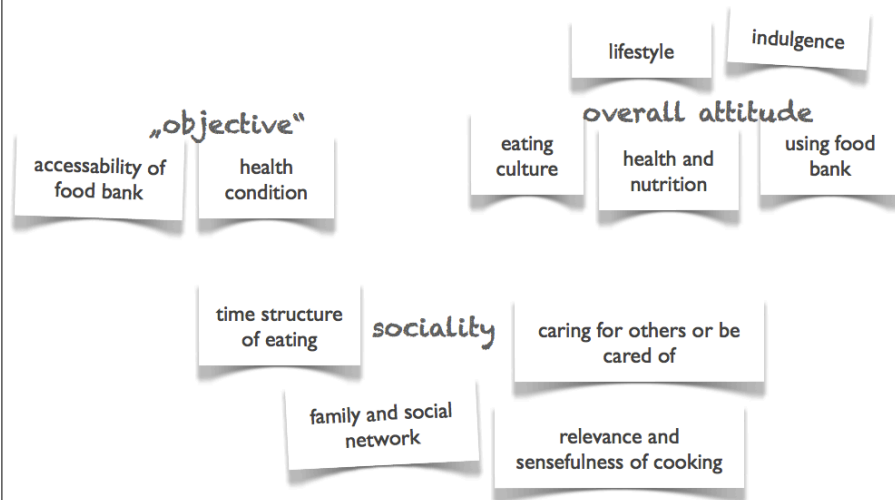 lifestyle
indulgence
overall attitude
„objective“
eating
culture
health and
nutrition
using food
bank
accessability of
food bank
health
condition
time structure
of eating
sociality
caring for others or be
cared of
family and social
network
relevance and
sensefulness of cooking